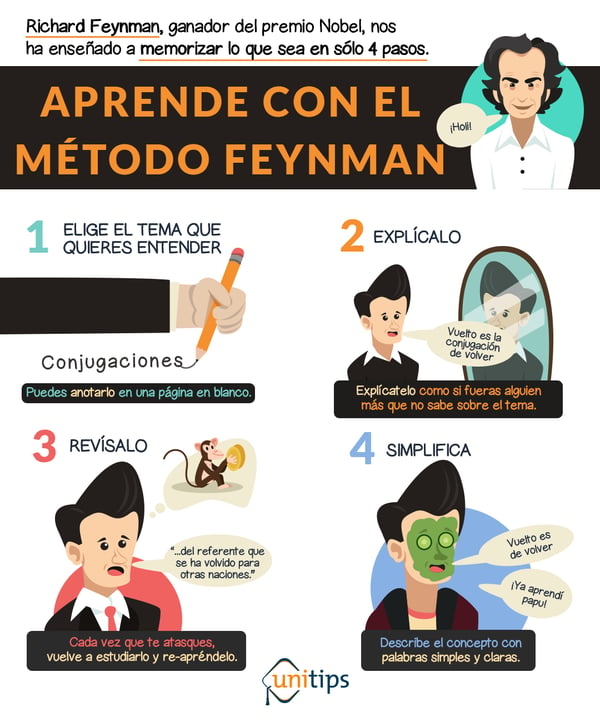 Richard Feynman, ganador del premio Nobel, nos
ha enseñado a memorizar lo que sea en sólo 4 pasos.
APRENDE CON EL
MÉTODO FEYNMAN
¡Holi!
1 ELIGE EL TEMA QUE
QUIERES ENTENDER
Conjugaciones
Puedes anotarlo en una página en blanco.
2 EXPLÍCALO
Vuelto es la
conjugación
de volver
Explícatelo como si fueras alguien
más que no sabe sobre el tema.
3 REVÍSALO
"...del referente que
se ha volvido para
otras naciones."
Cada vez que te atasques,
vuelve a estudiarlo y re-apréndelo.
4 SIMPLIFICA
Vuelto es
de volver
¡Ya aprendí
papu!
Describe el concepto con
palabras simples y claras.
unitips